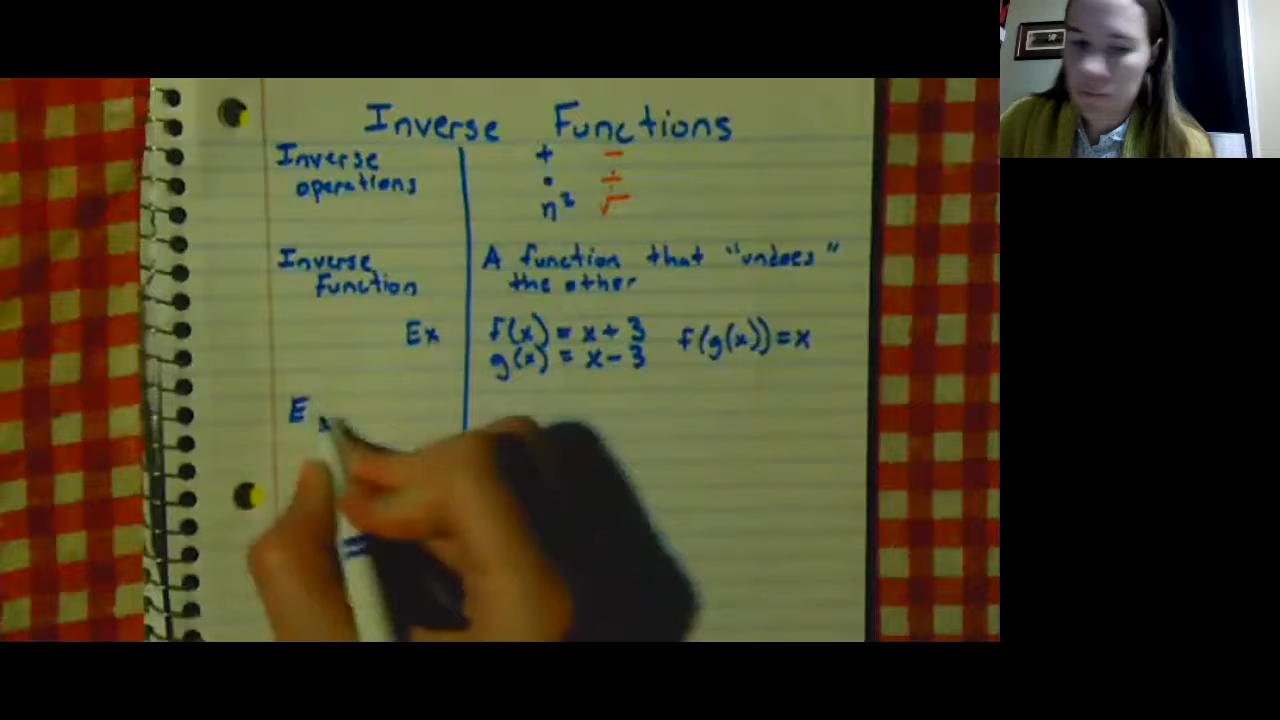 Inverse Functions
Inverse operations
+ −
• ÷
n² √
Inverse Function
A function that "undoes"
the other
Ex
f(x) = x + 3
g(x) = x − 3
f(g(x)) = x
E